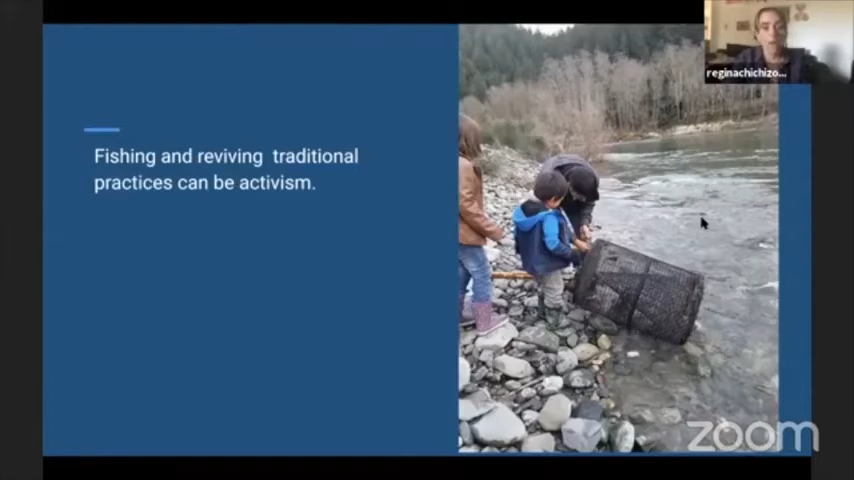 reginachichizo...
Fishing and reviving traditional
practices can be activism.
zoom